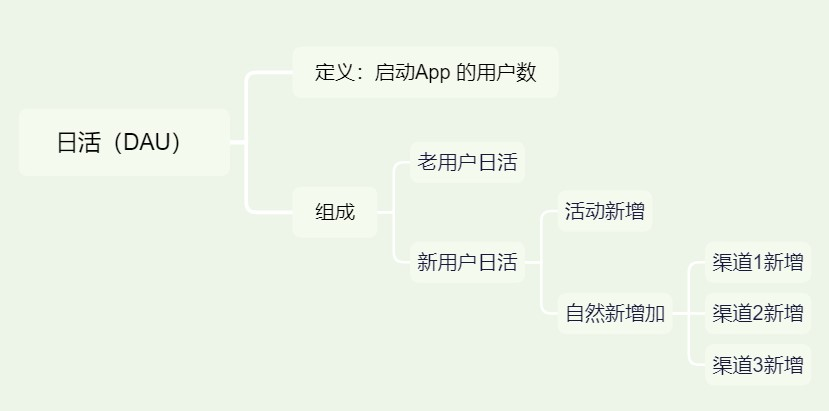 日活（DAU）
定义：启动App 的用户数
组成
老用户日活
新用户日活
活动新增
自然新增加
渠道1新增
渠道2新增
渠道3新增